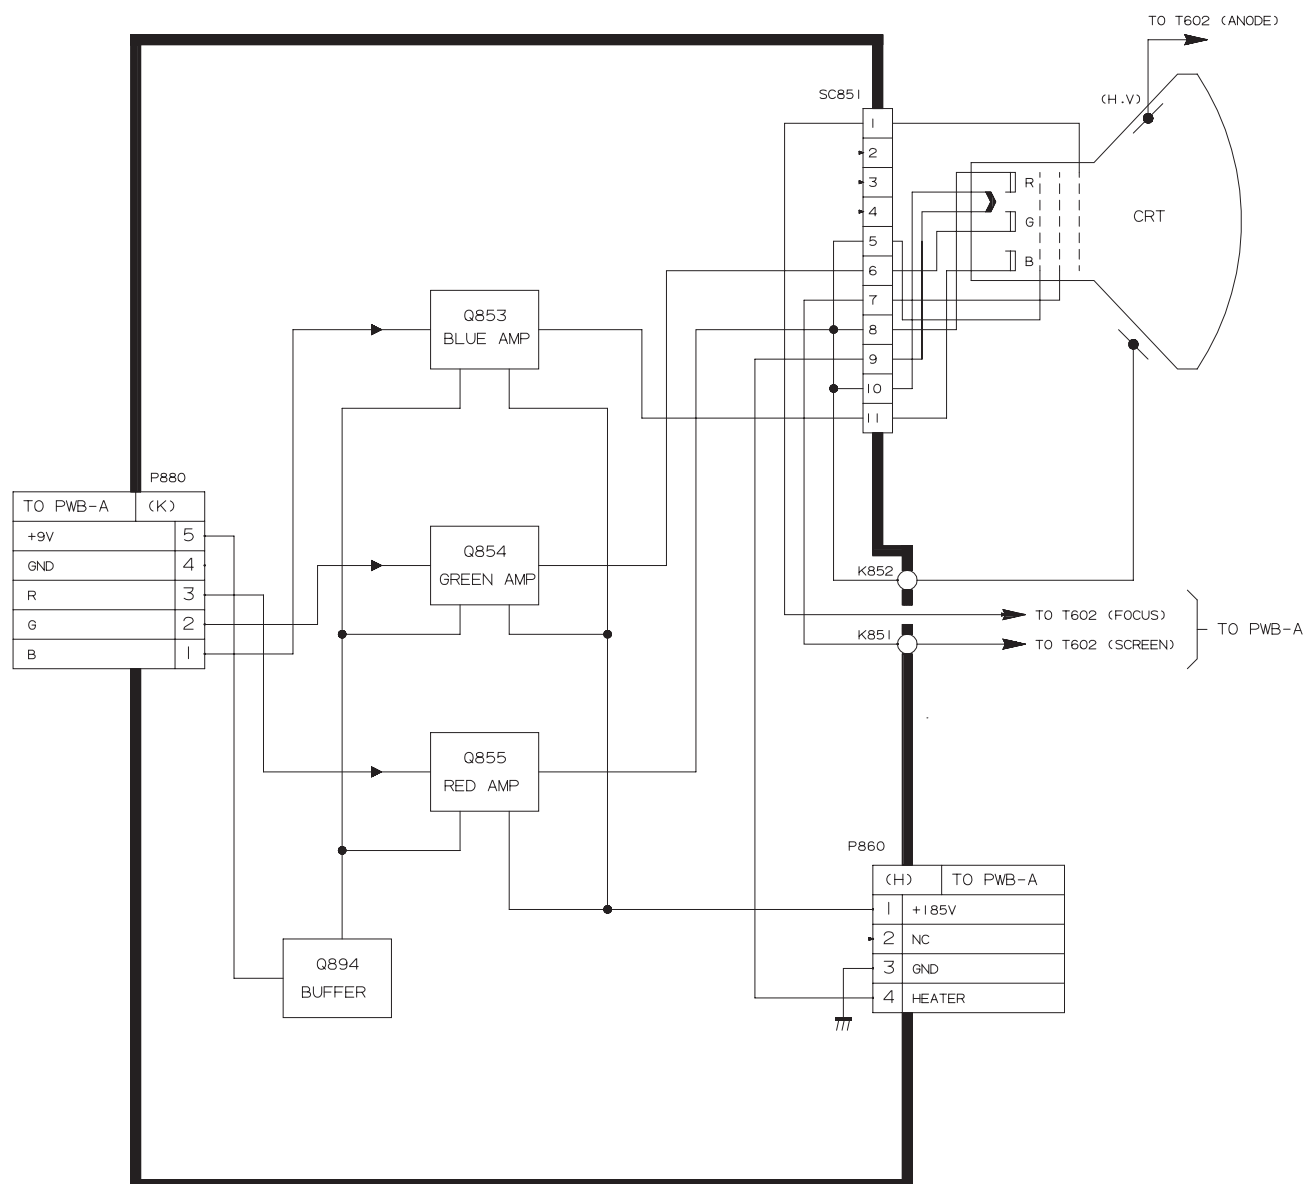 TO T602 (ANODE)
SC851
(H.V)
1
2
3
4
5
6
7
8
9
10
11
R
G
B
CRT
Q853
BLUE AMP
P880
TO PWB-A (K)
+9V 5
GND 4
R 3
G 2
B 1
Q854
GREEN AMP
K852
TO T602 (FOCUS)
K851
TO T602 (SCREEN)
TO PWB-A
Q855
RED AMP
P860
(H) TO PWB-A
1 +185V
2 NC
3 GND
4 HEATER
Q894
BUFFER